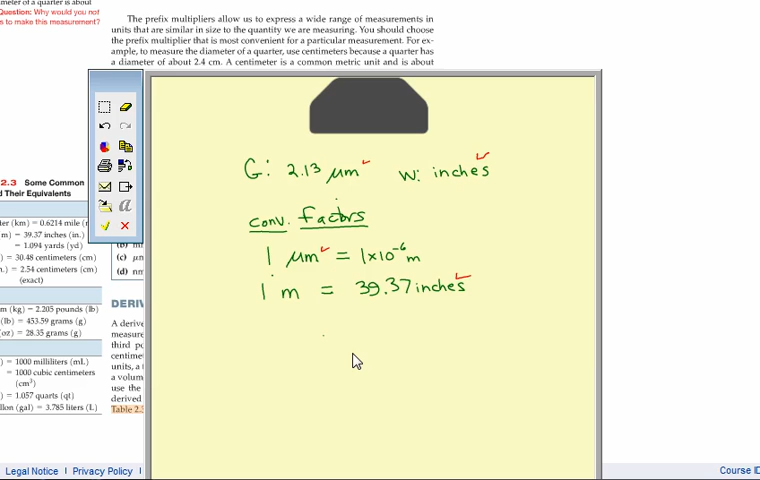 ameter of a quarter is about
Question: Why would you not
s to make this measurement?
The prefix multipliers allow us to express a wide range of measurements in
units that are similar in size to the quantity we are measuring. You should choose
the prefix multiplier that is most convenient for a particular measurement. For ex-
ample, to measure the diameter of a quarter, use centimeters because a quarter has
a diameter of about 2.4 cm. A centimeter is a common metric unit and is about
G: 2.13 μm W: inches
conv. factors
1 μm = 1x10⁻⁶ m
1 m = 39.37 inches
2.3 Some Common
d Their Equivalents
ter (km) = 0.6214 mile (
m) = 39.37 inches (in.)
= 1.094 yards (yd)
) = 30.48 centimeters (cm)
n.) = 2.54 centimeters (cm)
(exact)
m (kg) = 2.205 pounds (lb)
(lb) = 453.59 grams (g)
(oz) = 28.35 grams (g)
) = 1000 milliliters (mL)
= 1000 cubic centimeters
(cm³)
) = 1.057 quarts (qt)
llon (gal) = 3.785 liters (L)
(c) μn
(d) nm
DERIV
A derive
measure
third po
centime
units, a
a volum
use the
derived
Table 2.3
Legal Notice | Privacy Policy |
Course ID